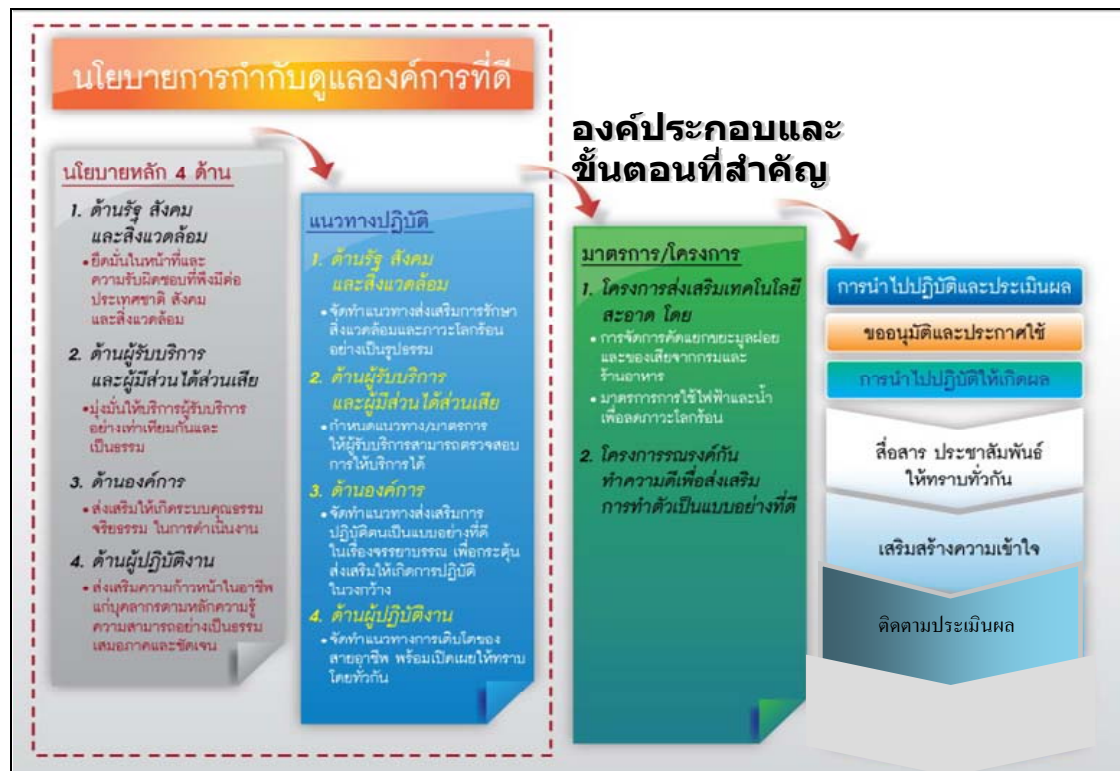 นโยบายการกำกับดูแลองค์การที่ดี
องค์ประกอบและ
ขั้นตอนที่สำคัญ
นโยบายหลัก 4 ด้าน
1. ด้านรัฐ สังคม
และสิ่งแวดล้อม
•ยึดมั่นในหน้าที่และ
ความรับผิดชอบที่พึงมีต่อ
ประเทศชาติ สังคม
และสิ่งแวดล้อม
2. ด้านผู้รับบริการ
และผู้มีส่วนได้ส่วนเสีย
•มุ่งมั่นให้บริการผู้รับบริการ
อย่างเท่าเทียมกันและ
เป็นธรรม
3. ด้านองค์การ
•ส่งเสริมให้เกิดระบบคุณธรรม
จริยธรรม ในการดำเนินงาน
4. ด้านผู้ปฏิบัติงาน
•ส่งเสริมความก้าวหน้าในอาชีพ
แก่บุคลากรตามหลักความรู้
ความสามารถอย่างเป็นธรรม
เสมอภาคและชัดเจน
แนวทางปฏิบัติ
1. ด้านรัฐ สังคม
และสิ่งแวดล้อม
•จัดทำแนวทางส่งเสริมการรักษา
สิ่งแวดล้อมและภาวะโลกร้อน
อย่างเป็นรูปธรรม
2. ด้านผู้รับบริการ
และผู้มีส่วนได้ส่วนเสีย
•กำหนดแนวทาง/มาตรการ
ให้ผู้รับบริการสามารถตรวจสอบ
การให้บริการได้
3. ด้านองค์การ
•จัดทำแนวทางส่งเสริมการ
ปฏิบัติตนเป็นแบบอย่างที่ดี
ในเรื่องจรรยาบรรณ เพื่อกระตุ้น
ส่งเสริมให้เกิดการปฏิบัติ
ในวงกว้าง
4. ด้านผู้ปฏิบัติงาน
•จัดทำแนวทางการเติบโตของ
สายอาชีพ พร้อมเปิดเผยให้ทราบ
โดยทั่วกัน
มาตรการ/โครงการ
1. โครงการส่งเสริมเทคโนโลยี
สะอาด โดย
•การจัดการคัดแยกขยะมูลฝอย
และของเสียจากกรมและ
ร้านอาหาร
•มาตรการการใช้ไฟฟ้าและน้ำ
เพื่อลดภาวะโลกร้อน
2. โครงการรณรงค์กัน
ทำความดีเพื่อส่งเสริม
การทำตัวเป็นแบบอย่างที่ดี
การนำไปปฏิบัติและประเมินผล
ขออนุมัติและประกาศใช้
การนำไปปฏิบัติให้เกิดผล
สื่อสาร ประชาสัมพันธ์
ให้ทราบทั่วกัน
เสริมสร้างความเข้าใจ
ติดตามประเมินผล